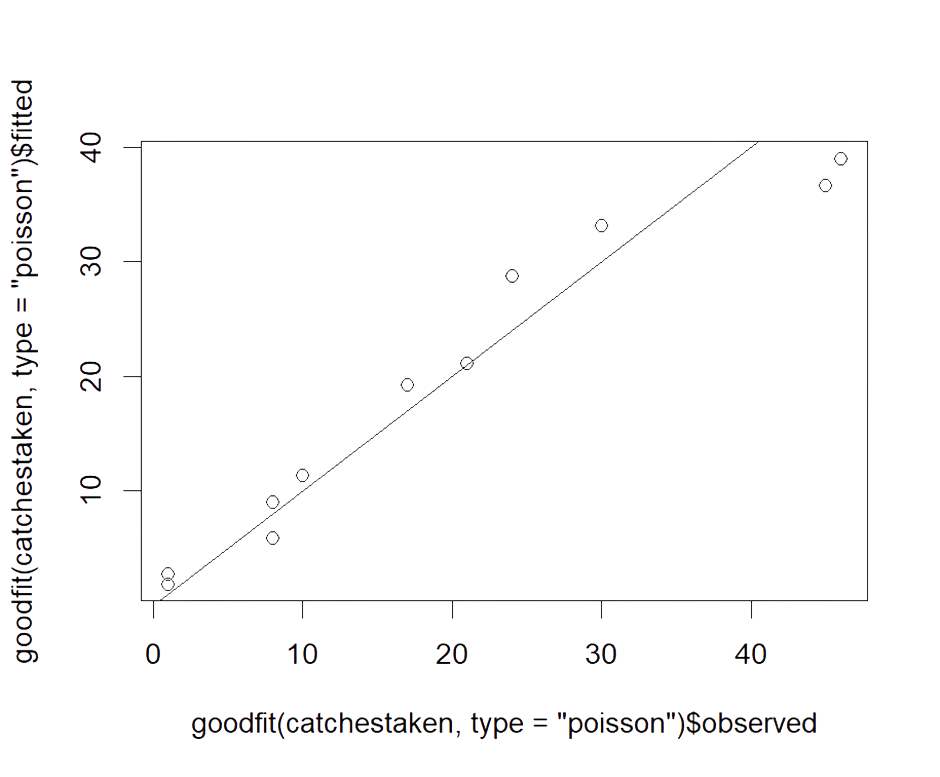 goodfit(catchestaken, type = "poisson")$fitted
40
30
20
10
0 10 20 30 40
goodfit(catchestaken, type = "poisson")$observed